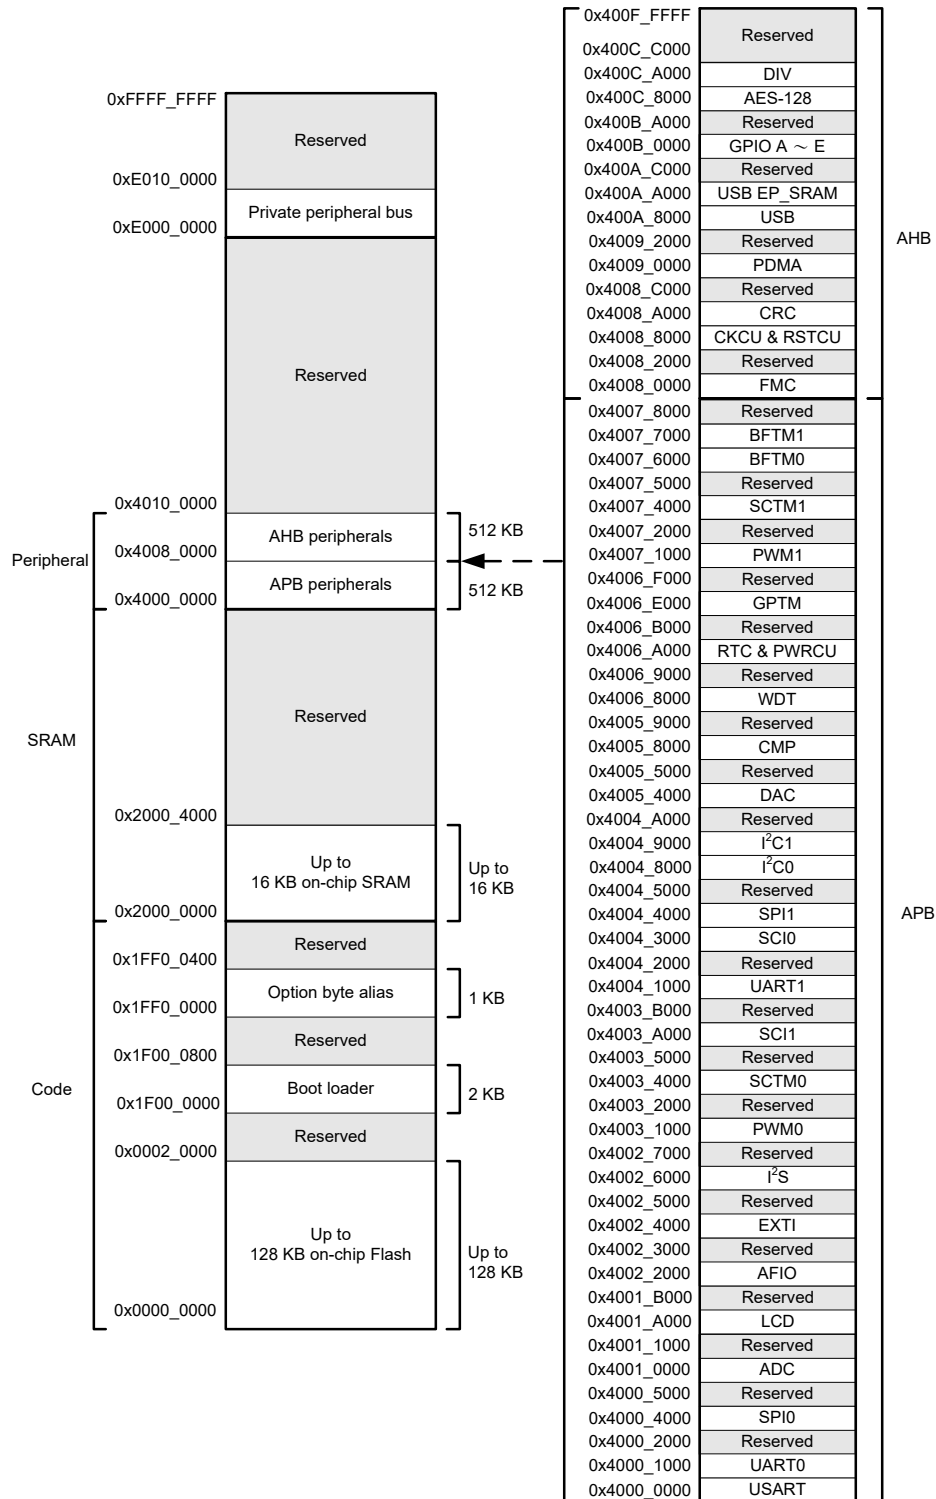 0xFFFF_FFFF
Reserved
0xE010_0000
Private peripheral bus
0xE000_0000
Reserved
0x4010_0000
AHB peripherals
512 KB
0x4008_0000
Peripheral
APB peripherals
512 KB
0x4000_0000
Reserved
SRAM
0x2000_4000
Up to
16 KB on-chip SRAM
Up to
16 KB
0x2000_0000
Reserved
0x1FF0_0400
Option byte alias
1 KB
0x1FF0_0000
Reserved
0x1F00_0800
Code
Boot loader
2 KB
0x1F00_0000
Reserved
0x0002_0000
Up to
128 KB on-chip Flash
Up to
128 KB
0x0000_0000
0x400F_FFFF
Reserved
0x400C_C000
0x400C_A000 DIV
0x400C_8000 AES-128
0x400B_A000 Reserved
0x400B_0000 GPIO A ~ E
0x400A_C000 Reserved
0x400A_A000 USB EP_SRAM
0x400A_8000 USB
0x4009_2000 Reserved
AHB
0x4009_0000 PDMA
0x4008_C000 Reserved
0x4008_A000 CRC
0x4008_8000 CKCU & RSTCU
0x4008_2000 Reserved
0x4008_0000 FMC
0x4007_8000 Reserved
0x4007_7000 BFTM1
0x4007_6000 BFTM0
0x4007_5000 Reserved
0x4007_4000 SCTM1
0x4007_2000 Reserved
0x4007_1000 PWM1
0x4006_F000 Reserved
0x4006_E000 GPTM
0x4006_B000 Reserved
0x4006_A000 RTC & PWRCU
0x4006_9000 Reserved
0x4006_8000 WDT
0x4005_9000 Reserved
0x4005_8000 CMP
0x4005_5000 Reserved
0x4005_4000 DAC
0x4004_A000 Reserved
0x4004_9000 I²C1
0x4004_8000 I²C0
0x4004_5000 Reserved
0x4004_4000 SPI1
APB
0x4004_3000 SCI0
0x4004_2000 Reserved
0x4004_1000 UART1
0x4003_B000 Reserved
0x4003_A000 SCI1
0x4003_5000 Reserved
0x4003_4000 SCTM0
0x4003_2000 Reserved
0x4003_1000 PWM0
0x4002_7000 Reserved
0x4002_6000 I²S
0x4002_5000 Reserved
0x4002_4000 EXTI
0x4002_3000 Reserved
0x4002_2000 AFIO
0x4001_B000 Reserved
0x4001_A000 LCD
0x4001_1000 Reserved
0x4001_0000 ADC
0x4000_5000 Reserved
0x4000_4000 SPI0
0x4000_2000 Reserved
0x4000_1000 UART0
0x4000_0000 USART